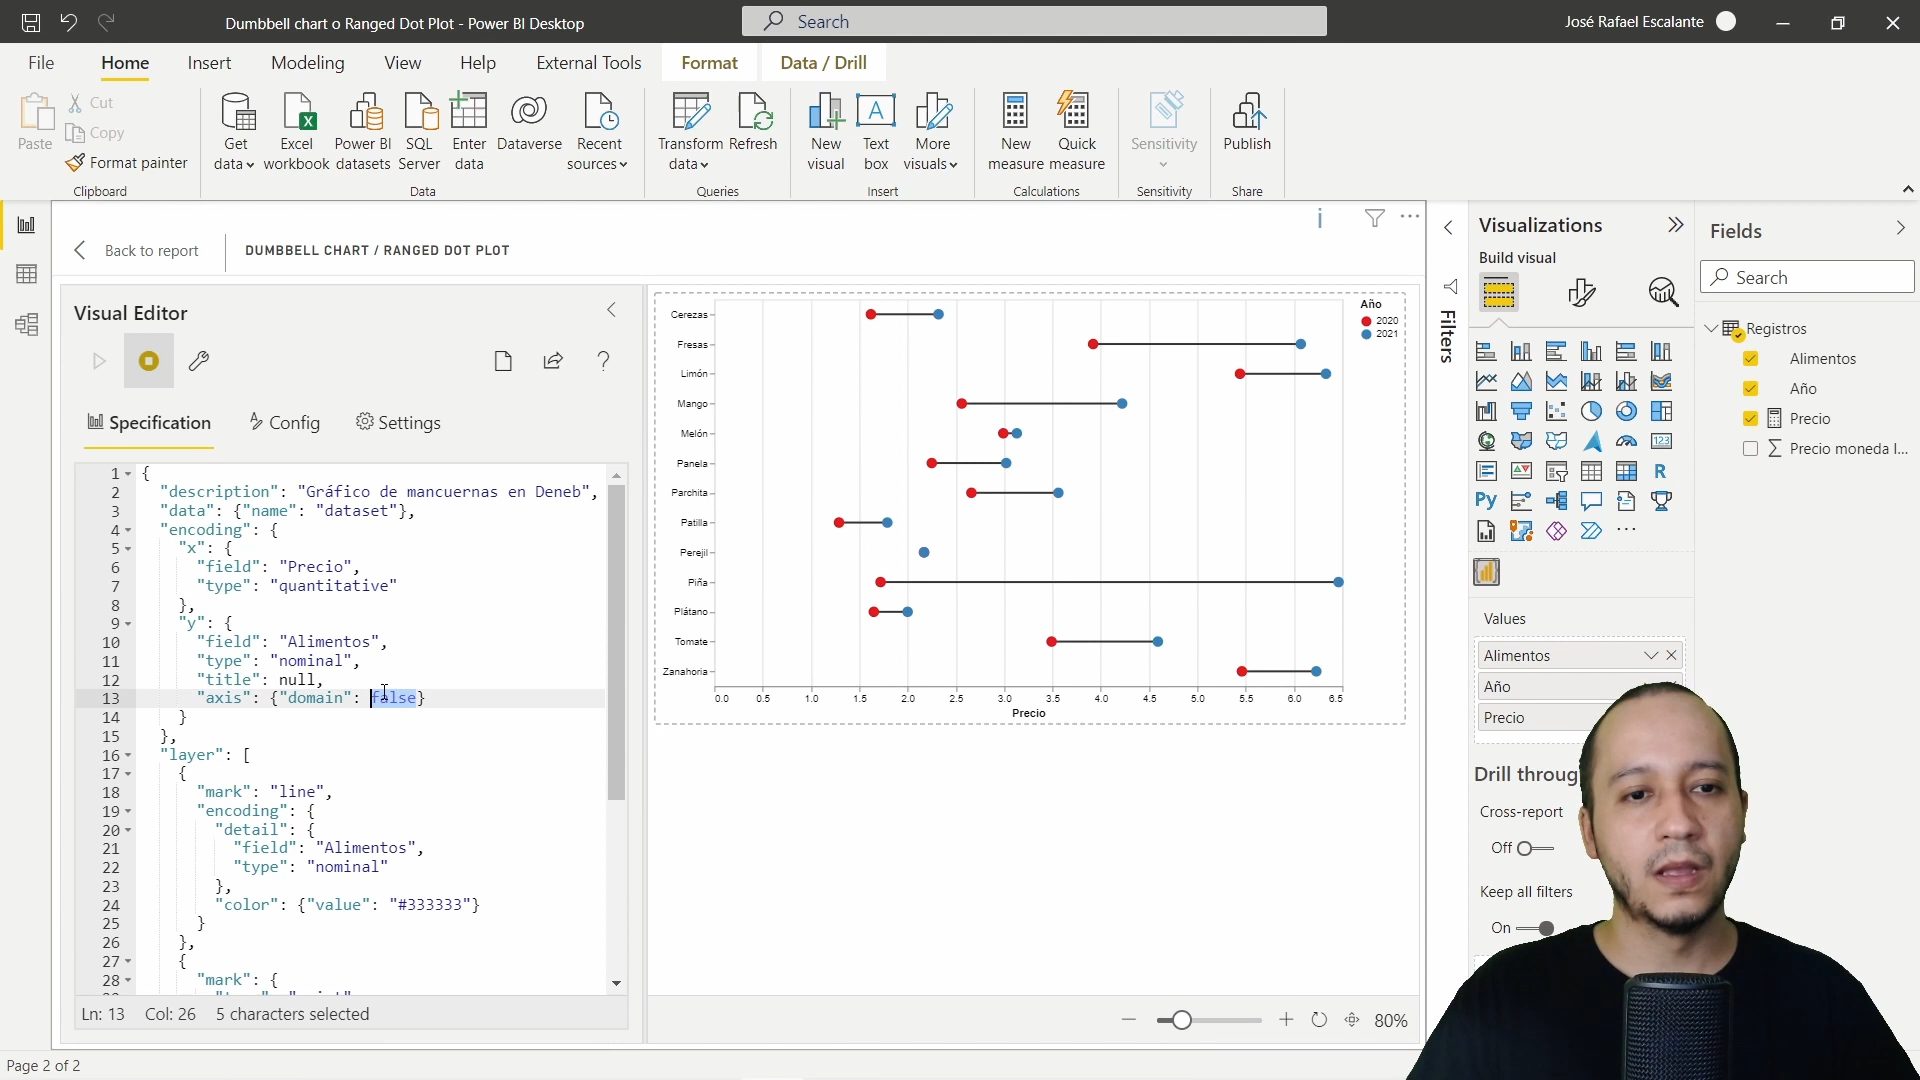 Dumbbell chart o Ranged Dot Plot - Power BI Desktop
Search
José Rafael Escalante
File
Home
Insert
Modeling
View
Help
External Tools
Format
Data / Drill
Paste
Cut
Copy
Format painter
Clipboard
Get data
Excel workbook
Power BI datasets
SQL Server
Enter data
Dataverse
Recent sources
Data
Transform data
Refresh
Queries
New visual
Text box
More visuals
Insert
New measure
Quick measure
Calculations
Sensitivity
Sensitivity
Publish
Share
Back to report
DUMBBELL CHART / RANGED DOT PLOT
Visual Editor
Specification
Config
Settings
1 {
2 "description": "Gráfico de mancuernas en Deneb",
3 "data": {"name": "dataset"},
4 "encoding": {
5 "x": {
6 "field": "Precio",
7 "type": "quantitative"
8 },
9 "y": {
10 "field": "Alimentos",
11 "type": "nominal",
12 "title": null,
13 "axis": {"domain": false}
14 }
15 },
16 "layer": [
17 {
18 "mark": "line",
19 "encoding": {
20 "detail": {
21 "field": "Alimentos",
22 "type": "nominal"
23 },
24 "color": {"value": "#333333"}
25 }
26 },
27 {
28 "mark": {
Ln: 13 Col: 26 5 characters selected
Cerezas
Fresas
Limón
Mango
Melón
Panela
Parchita
Patilla
Perejil
Piña
Plátano
Tomate
Zanahoria
0.0 0.5 1.0 1.5 2.0 2.5 3.0 3.5 4.0 4.5 5.0 5.5 6.0 6.5
Precio
Año
2020
2021
80%
Filters
Visualizations
Build visual
123
R
Py
Values
Alimentos
Año
Precio
Drill throug
Cross-report
Off
Keep all filters
On
Fields
Search
Registros
Alimentos
Año
Precio
Precio moneda l...
Page 2 of 2